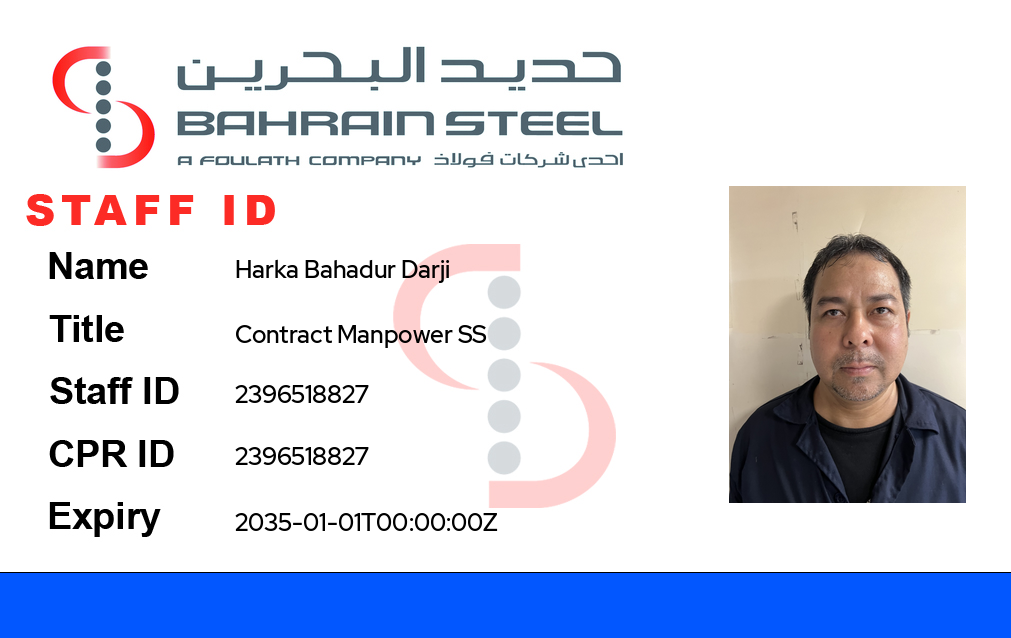 حديد البحرين
BAHRAIN STEEL
A FOULATH COMPANY احدى شركات فولاذ
STAFF ID
Name Harka Bahadur Darji
Title Contract Manpower SS
Staff ID 2396518827
CPR ID 2396518827
Expiry 2035-01-01T00:00:00Z